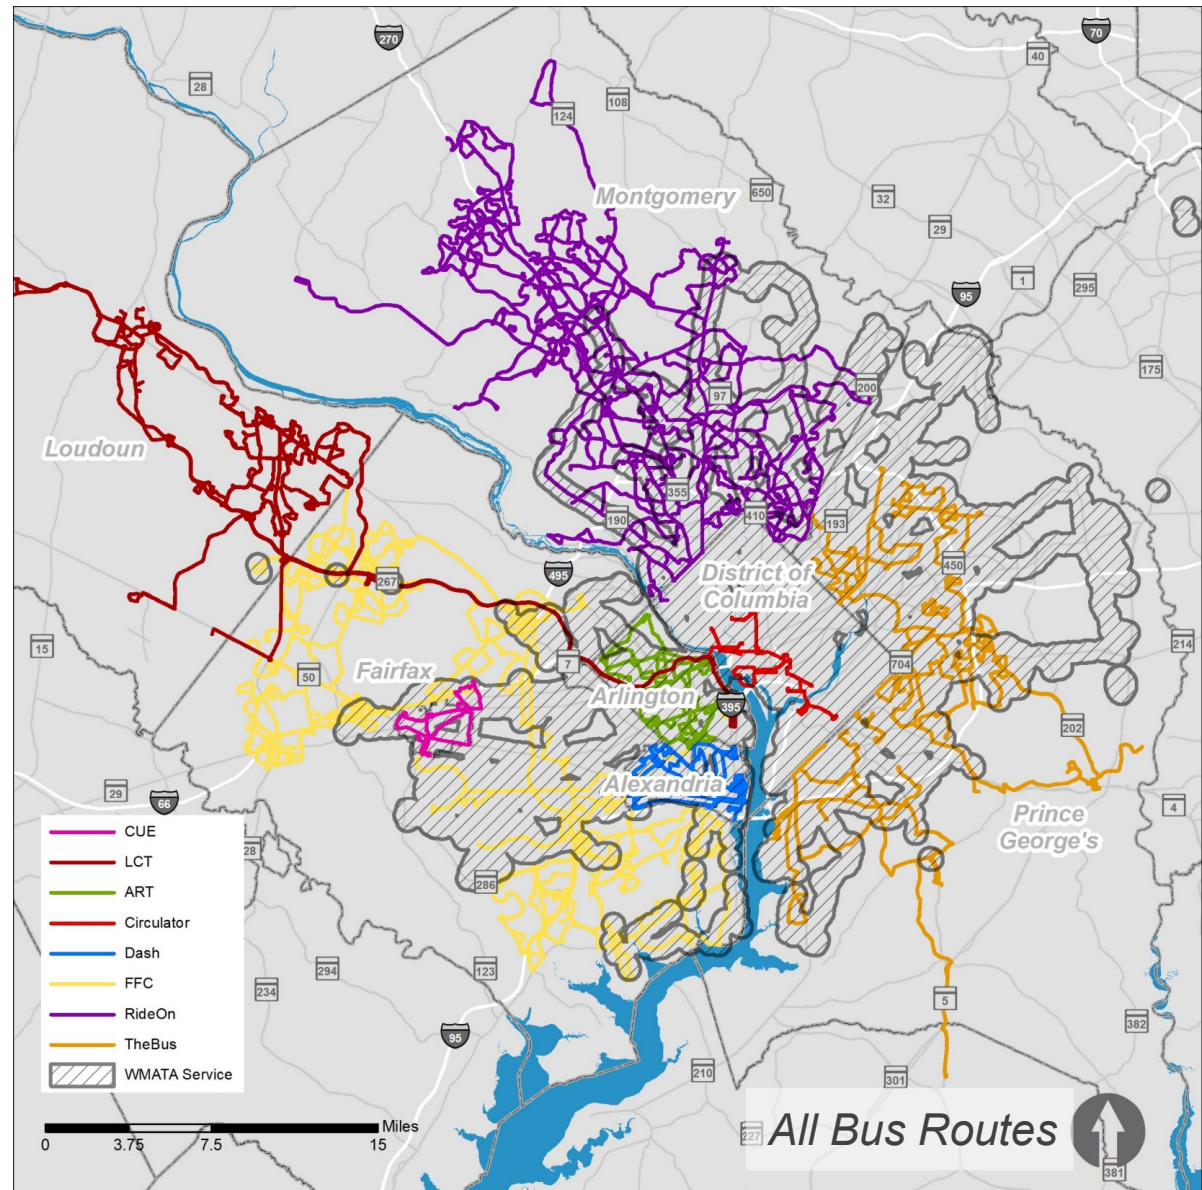 70
270
40
28
108
124
Montgomery
650
32
29
1
295
95
175
200
97
Loudoun
355
190
410
193
450
495
District of
Columbia
267
15
214
7
704
50
Fairfax
Arlington
395
202
Alexandria
29
66
4
Prince
George's
28
286
CUE
LCT
ART
Circulator
Dash
FFC
RideOn
TheBus
WMATA Service
294
123
234
5
382
95
210
301
Miles
0 3.75 7.5 15
227
All Bus Routes
381